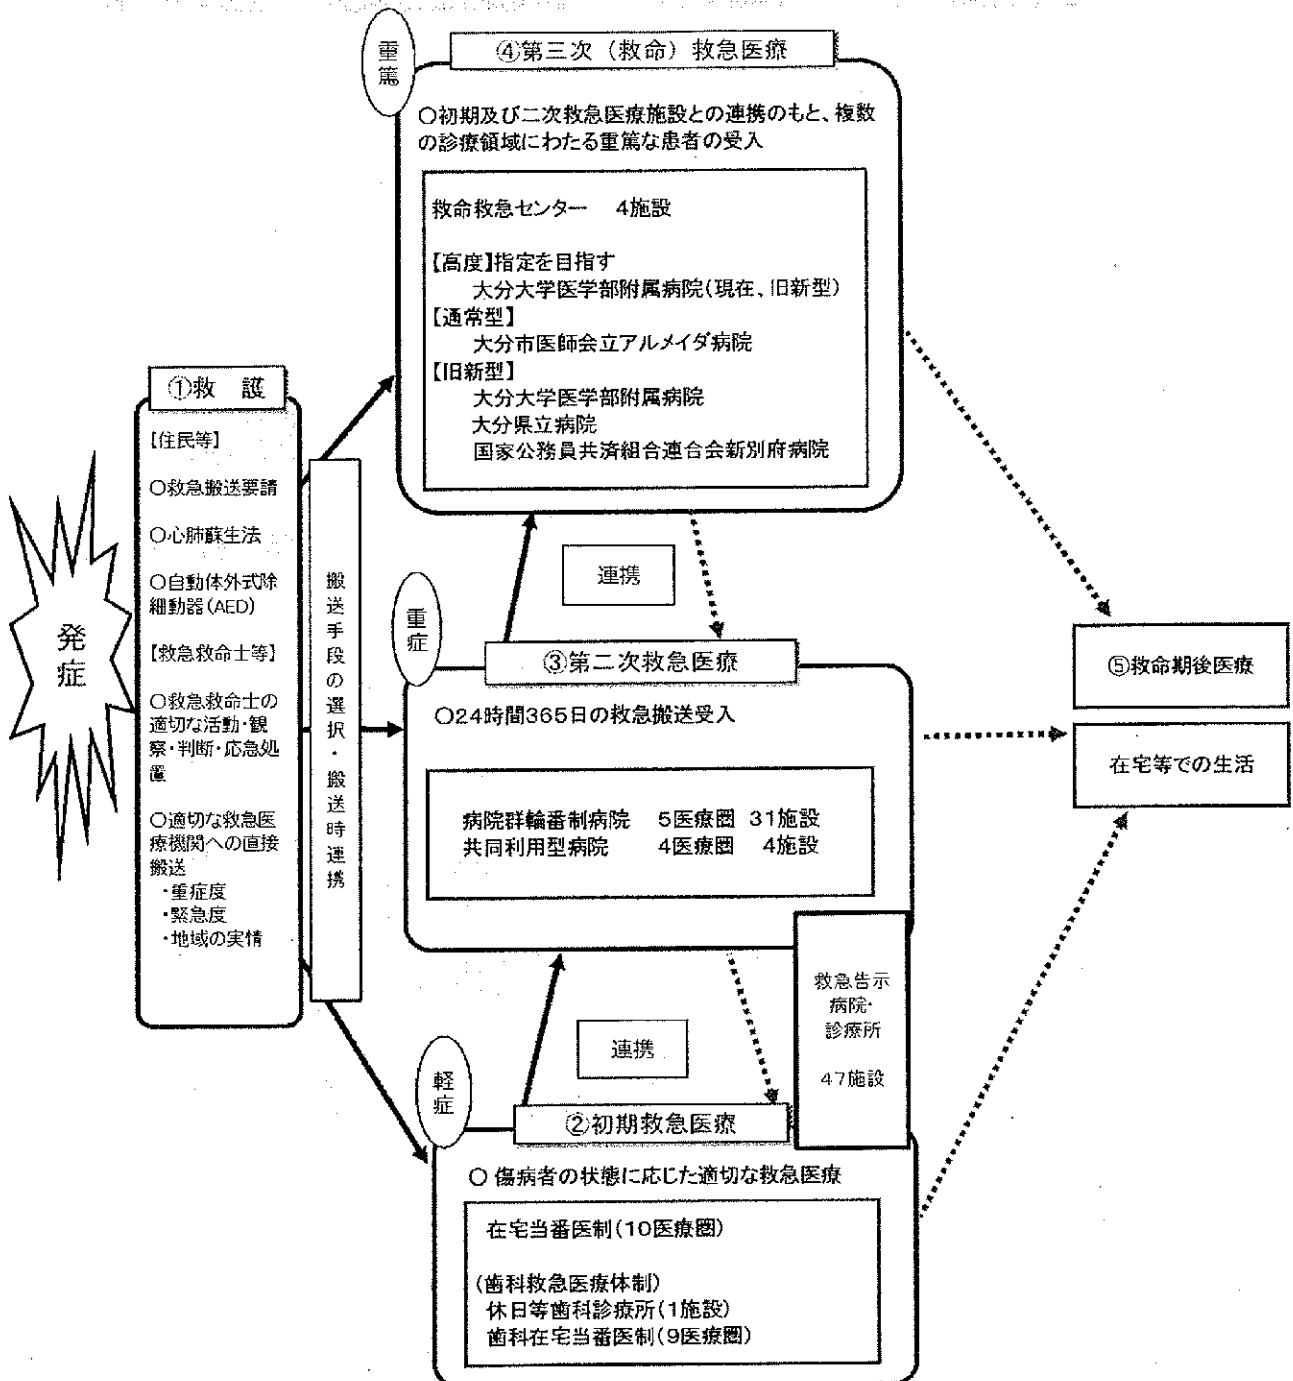 重篤
④第三次（救命）救急医療
○初期及び二次救急医療施設との連携のもと、複数
の診療領域にわたる重篤な患者の受入
救命救急センター　4施設
【高度】指定を目指す
大分大学医学部附属病院(現在、旧新型)
【通常型】
大分市医師会立アルメイダ病院
【旧新型】
大分大学医学部附属病院
大分県立病院
国家公務員共済組合連合会新別府病院
発症
①救　護
【住民等】
○救急搬送要請
○心肺蘇生法
○自動体外式除
細動器(AED)
【救急救命士等】
○救急救命士の
適切な活動・観
察・判断・応急処
置
○適切な救急医
療機関への直接
搬送
・重症度
・緊急度
・地域の実情
搬送手段の選択・搬送時連携
連携
重症
③第二次救急医療
○24時間365日の救急搬送受入
病院群輪番制病院　5医療圏　31施設
共同利用型病院　4医療圏　4施設
救急告示
病院・
診療所
47施設
連携
軽症
②初期救急医療
○ 傷病者の状態に応じた適切な救急医療
在宅当番医制(10医療圏)
(歯科救急医療体制)
休日等歯科診療所(1施設)
歯科在宅当番医制(9医療圏)
⑤救命期後医療
在宅等での生活